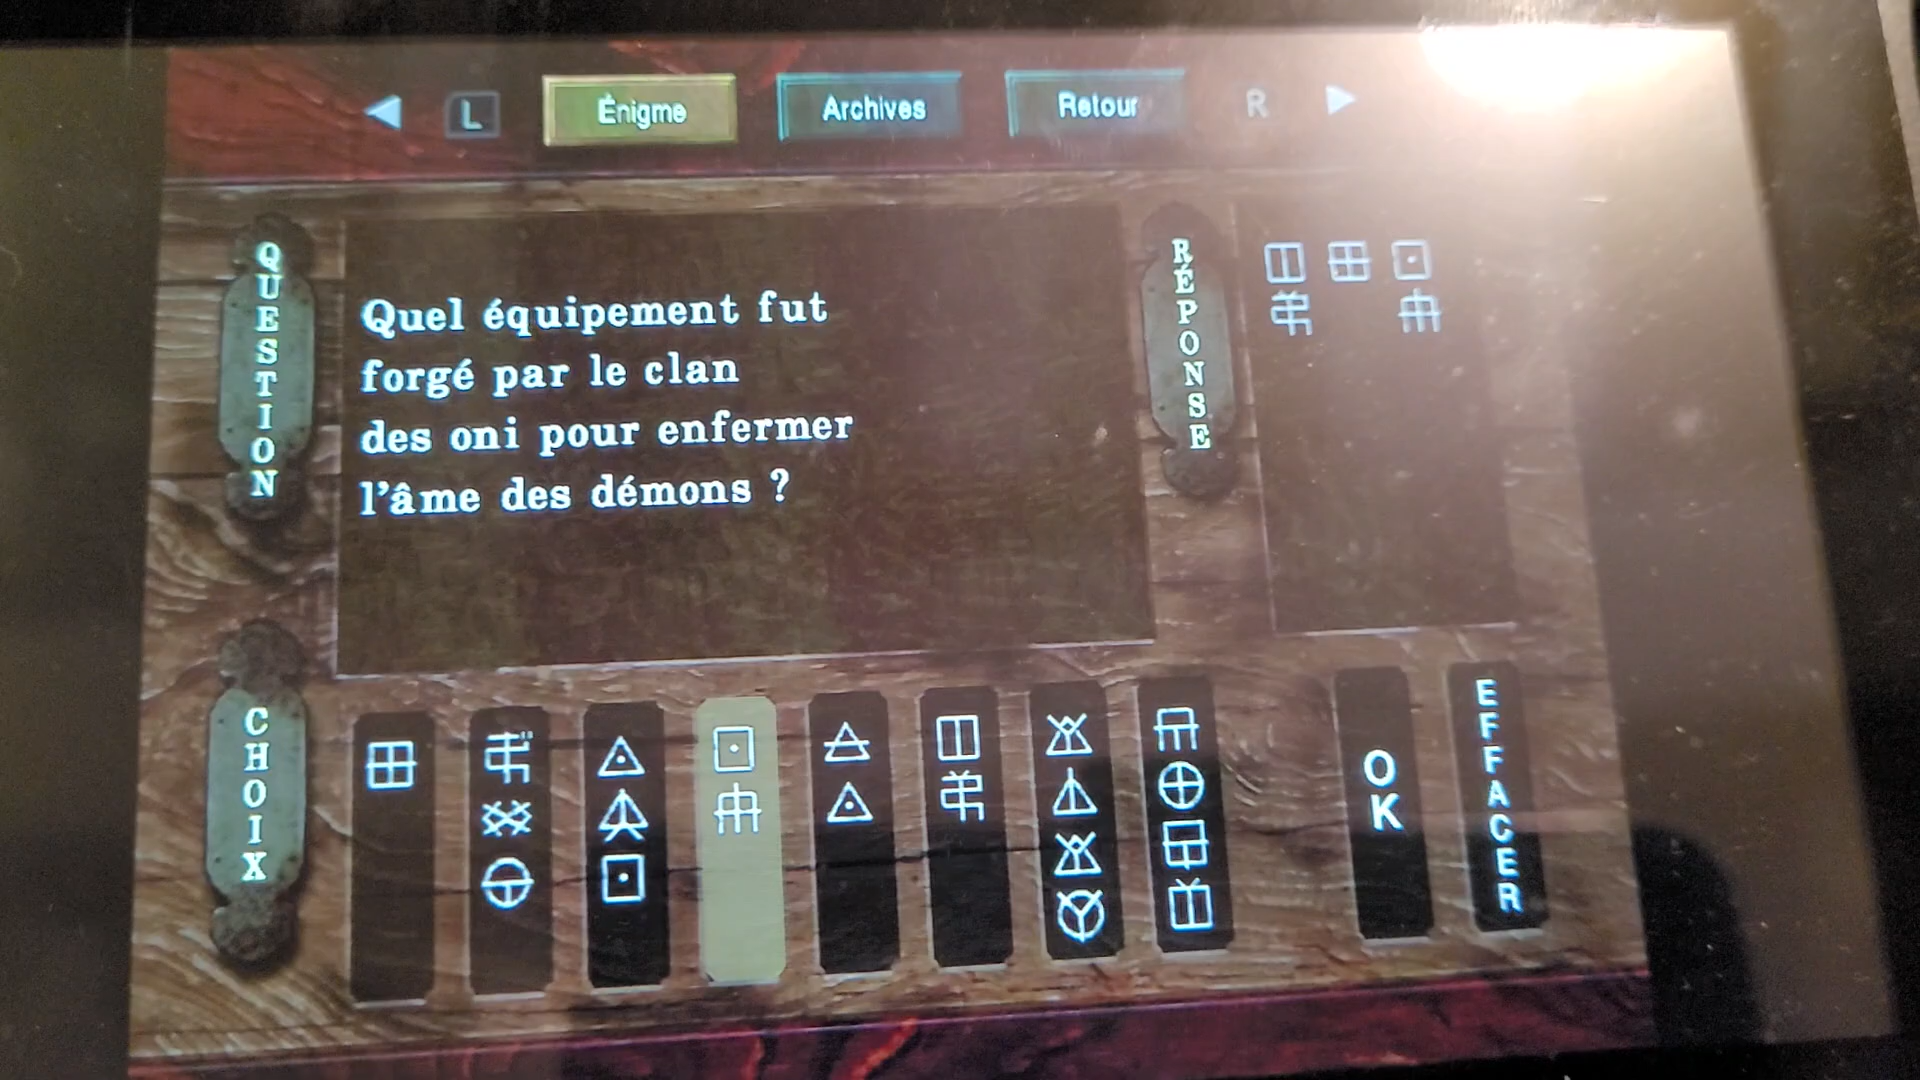 L
Énigme
Archives
Retour
R
QUESTION
Quel équipement fut
forgé par le clan
des oni pour enfermer
l'âme des démons ?
RÉPONSE
CHOIX
OK
EFFACER